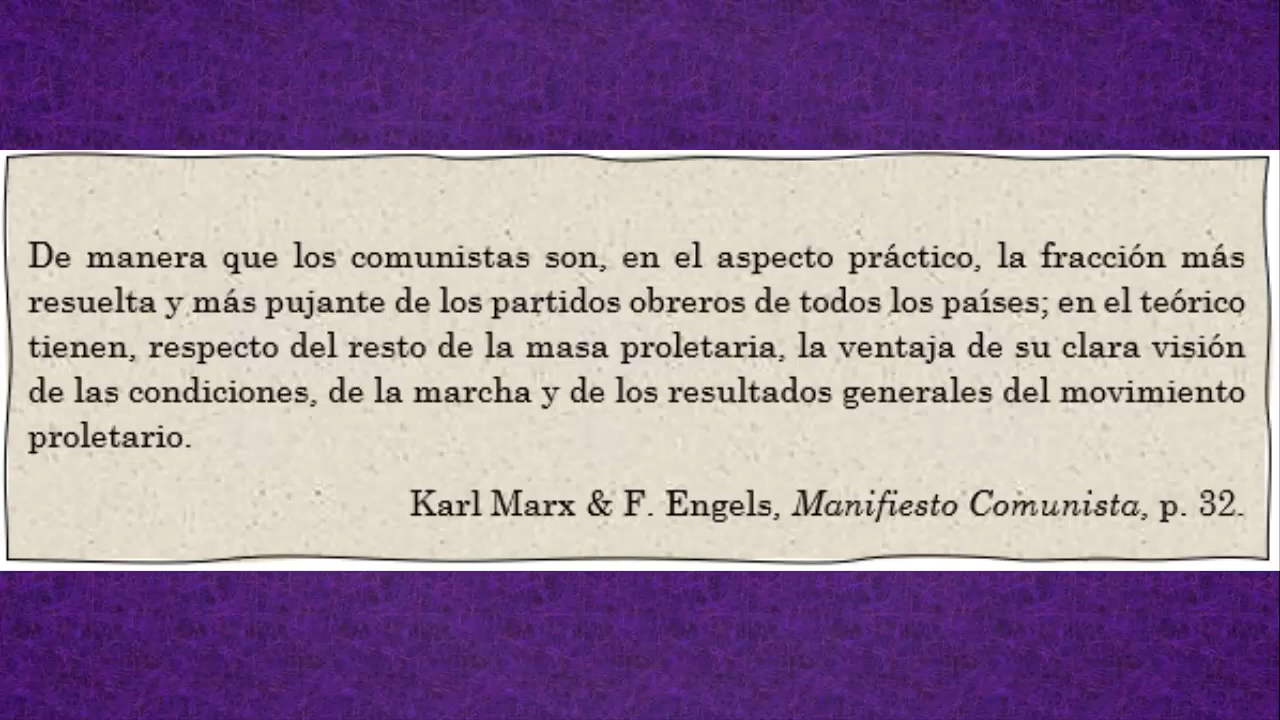 De manera que los comunistas son, en el aspecto práctico, la fracción más
resuelta y más pujante de los partidos obreros de todos los países; en el teórico
tienen, respecto del resto de la masa proletaria, la ventaja de su clara visión
de las condiciones, de la marcha y de los resultados generales del movimiento
proletario.
Karl Marx & F. Engels, Manifiesto Comunista, p. 32.